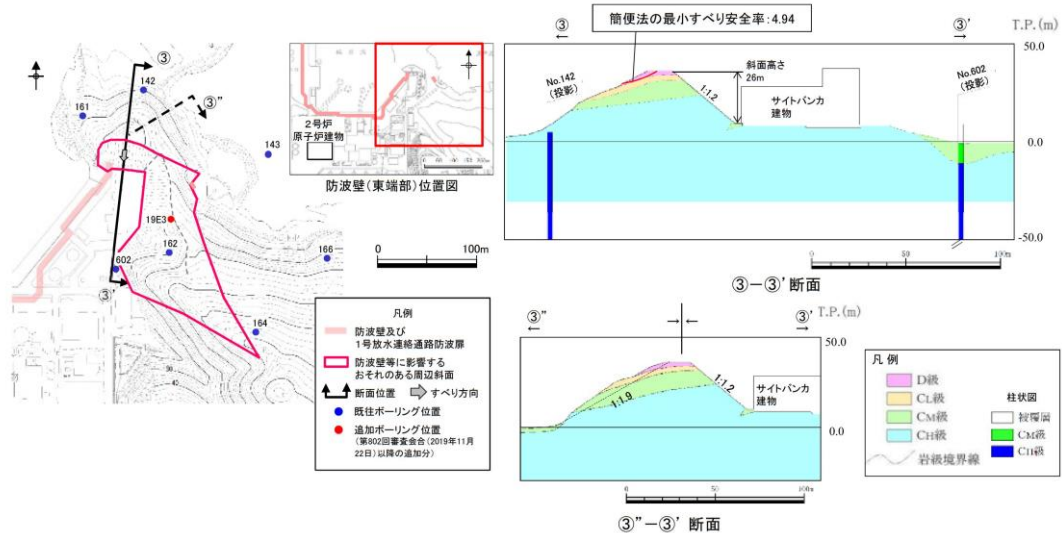 ③
142
③"
161
143
19E3
162
602
166
③'
164
2号炉
原子炉建物
防波壁(東端部)位置図
0
100m
凡例
防波壁及び
1号放水連絡通路防波扉
防波壁等に影響する
おそれのある周辺斜面
断面位置
すべり方向
既往ボーリング位置
追加ボーリング位置
(第802回審査会合(2019年11月
22日)以降の追加分)
簡便法の最小すべり安全率:4.94
③
③'
T.P.(m)
50.0
No.142
(投影)
斜面高さ
26m
1:1.2
サイトバンカ
建物
No.602
(投影)
0.0
-50.0
0
50
100m
③-③' 断面
③"
③'
T.P.(m)
1:1.9
1:1.2
サイトバンカ
建物
0.0
0
50
100m
③"-③' 断面
凡 例
D級
CL級
CM級
CH級
岩級境界線
柱状図
被覆層
CM級
CH級